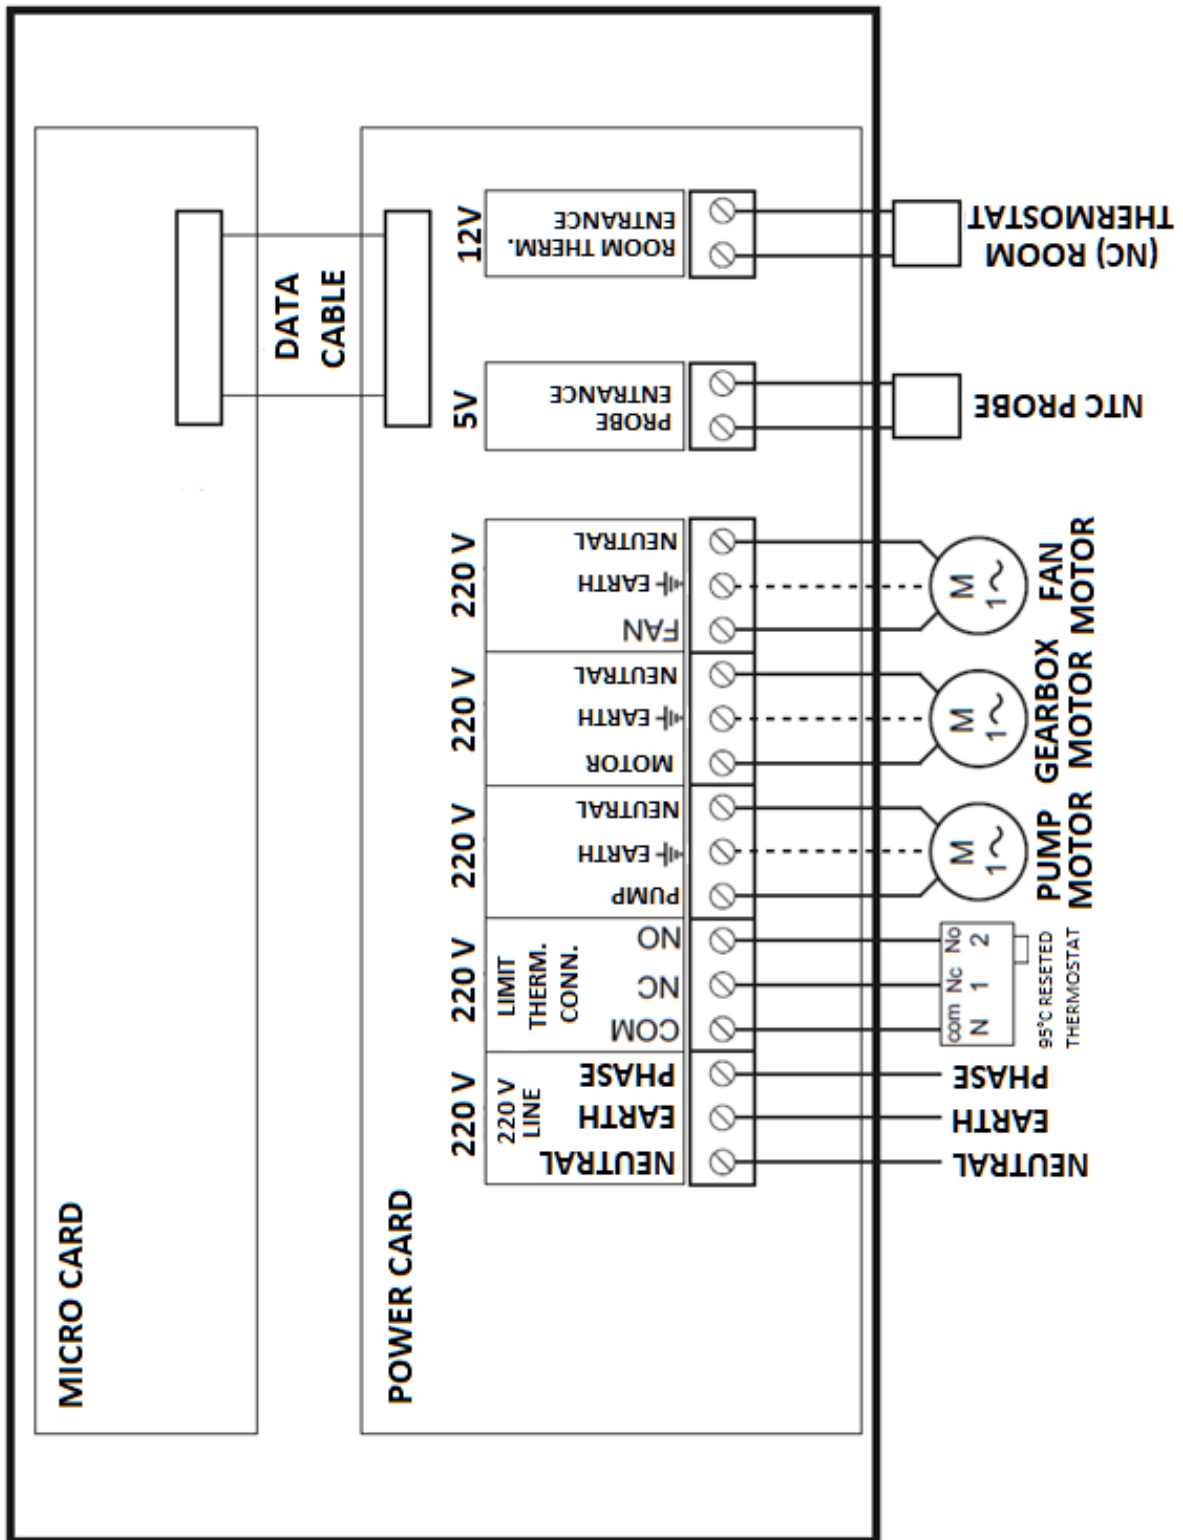 MICRO CARD
POWER CARD
DATA
CABLE
12V
ROOM THERM.
ENTRANCE
(NC) ROOM
THERMOSTAT
5V
PROBE
ENTRANCE
NTC PROBE
220 V
NEUTRAL
EARTH
FAN
M
1~
FAN
MOTOR
220 V
NEUTRAL
EARTH
MOTOR
M
1~
GEARBOX
MOTOR
220 V
NEUTRAL
EARTH
PUMP
M
1~
PUMP
MOTOR
220 V
LIMIT
THERM.
CONN.
NO
NC
COM
com Nc No
N 1 2
95°C RESETED
THERMOSTAT
220 V
220 V
LINE
PHASE
EARTH
NEUTRAL
PHASE
EARTH
NEUTRAL